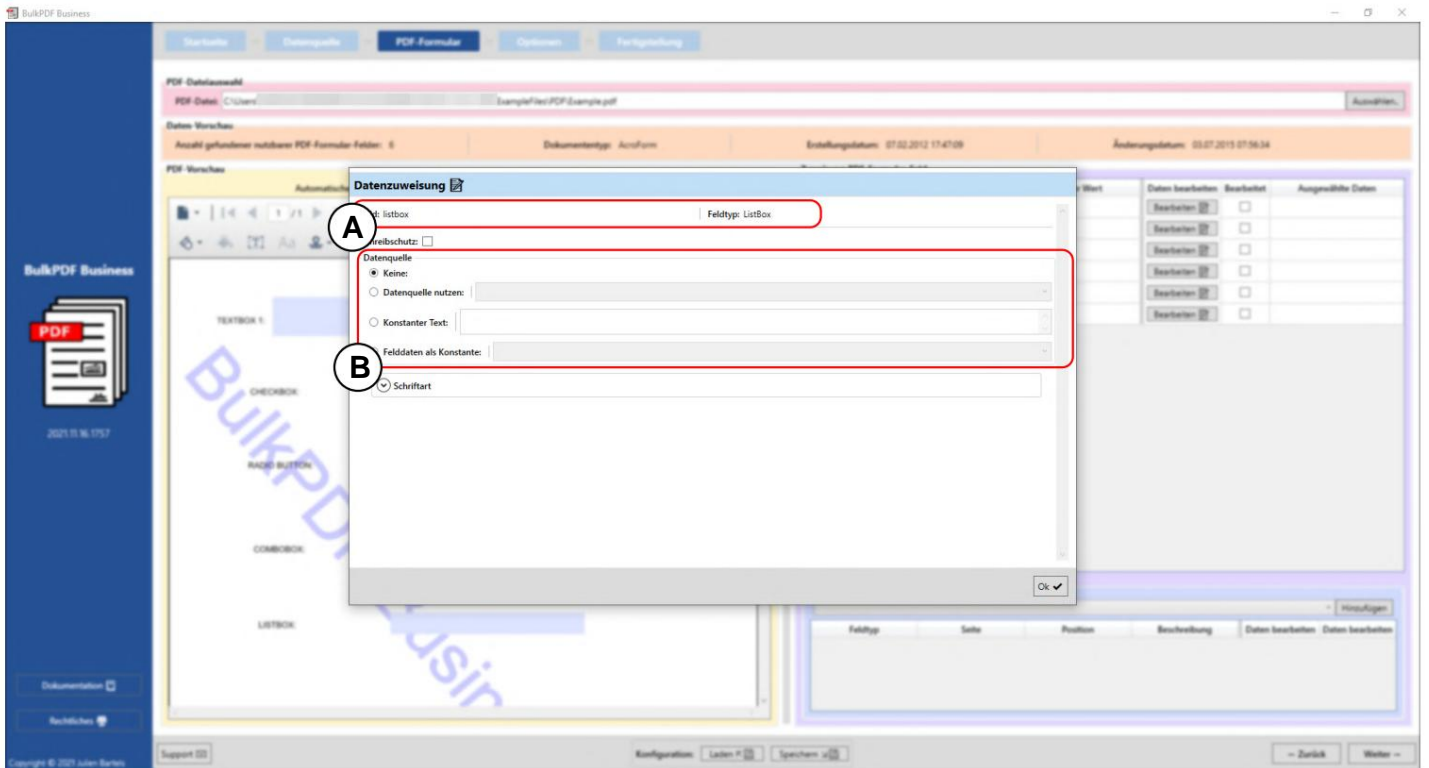 BulkPDF Business
Startseite Datenquelle PDF-Formular Optionen Fertigstellung
PDF-Dateiauswahl
PDF-Datei: C:\Users ExampleFiles\PDF\Example.pdf Auswählen.
Daten-Vorschau
Anzahl gefundener nutzbarer PDF-Formular-Felder: 6 Dokumententyp: AcroForm Erstellungsdatum: 07.02.2012 17:47:09 Änderungsdatum: 03.07.2015 07:56:34
PDF-Vorschau
Datenzuweisung
listbox Feldtyp: ListBox
A
Datenquelle
Keine:
Datenquelle nutzen:
Konstanter Text:
Felddaten als Konstante:
B
Schriftart
Ok
Wert Daten bearbeiten Bearbeitet Ausgewählte Daten
Bearbeiten
Bearbeiten
Bearbeiten
Bearbeiten
Bearbeiten
Bearbeiten
1 /1
BulkPDF Business
PDF
2021.11.16.1757
TEXTBOX 1:
CHECKBOX:
RADIO BUTTON:
COMBOBOX:
LISTBOX:
Hinzufügen
Feldtyp Seite Position Beschreibung Daten bearbeiten Daten bearbeiten
Dokumentation
Rechtliches
Copyright © 2021 Julien Bartels
Support Konfiguration: Laden Speichern Zurück Weiter